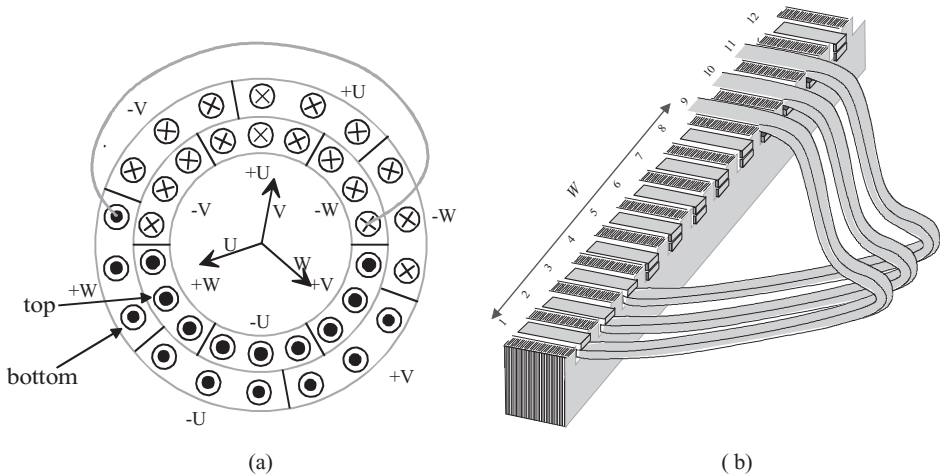 -V
+U
+U
-V
V
-W
-W
U
W
+W
+V
+W
top
-U
bottom
+V
-U
(a)
12
11
10
9
8
7
W
6
5
4
3
2
1
( b)